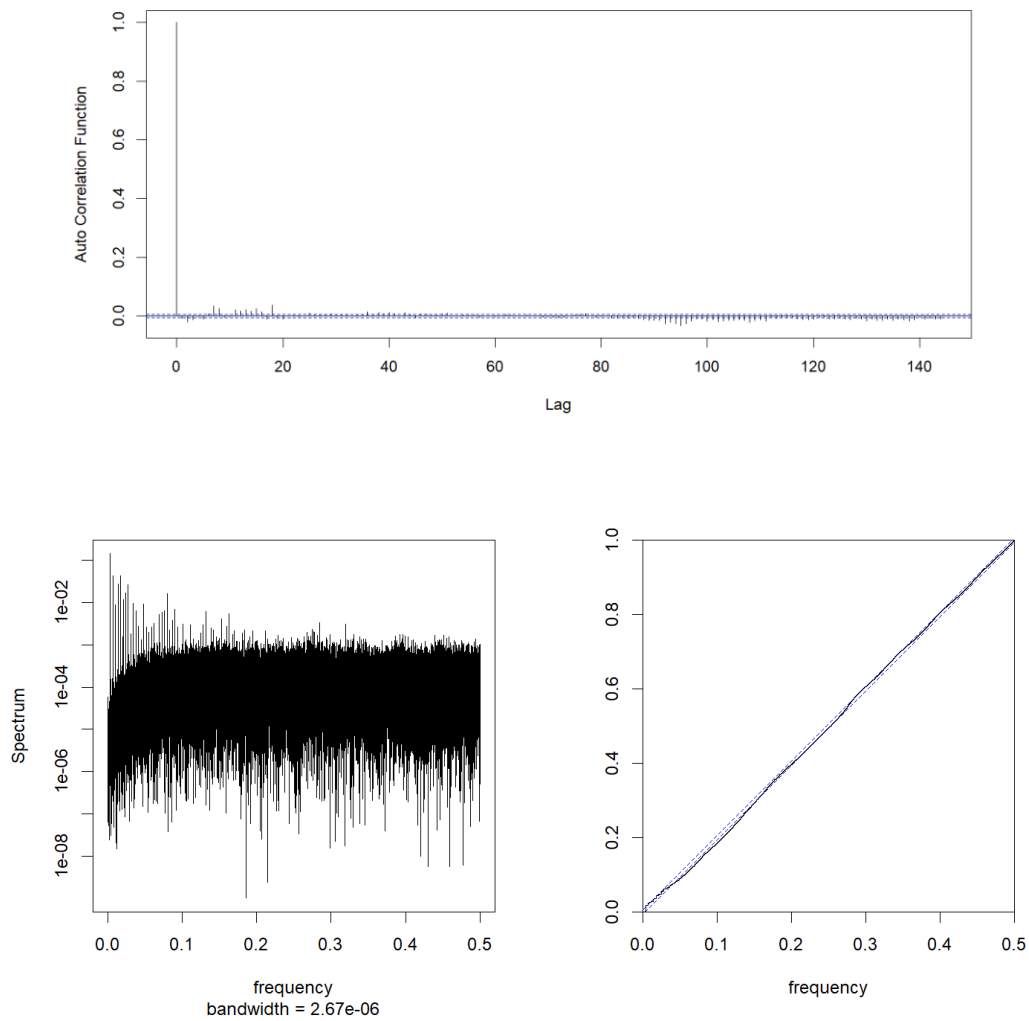 1.0
0.8
0.6
0.4
0.2
0.0
Auto Correlation Function
0 20 40 60 80 100 120 140
Lag
1e-02
1e-04
1e-06
1e-08
Spectrum
0.0 0.1 0.2 0.3 0.4 0.5
frequency
bandwidth = 2.67e-06
1.0
0.8
0.6
0.4
0.2
0.0
0.0 0.1 0.2 0.3 0.4 0.5
frequency